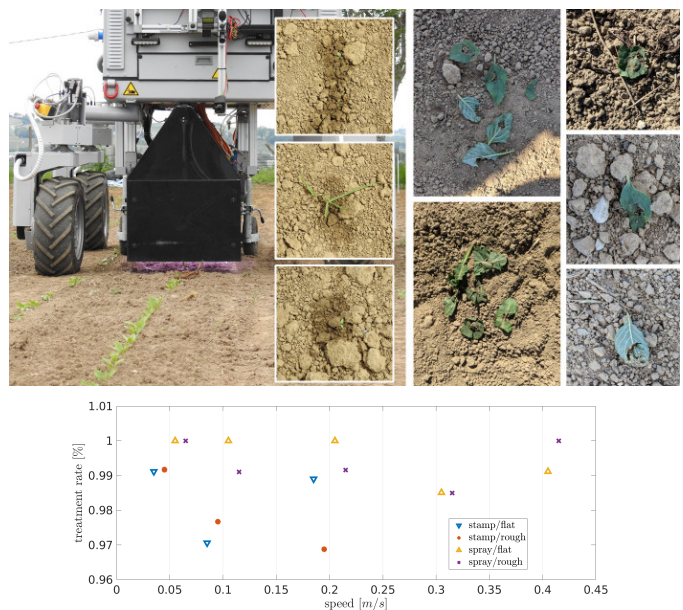 1.01
1
0.99
0.98
0.97
0.96
treatment rate [%]
stamp/flat
stamp/rough
spray/flat
spray/rough
0
0.05
0.1
0.15
0.2
0.25
0.3
0.35
0.4
0.45
speed [m/s]